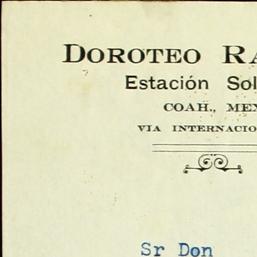 DOROTEO RA
Estación Sol
COAH., MEX
VIA INTERNACIO
Sr Don